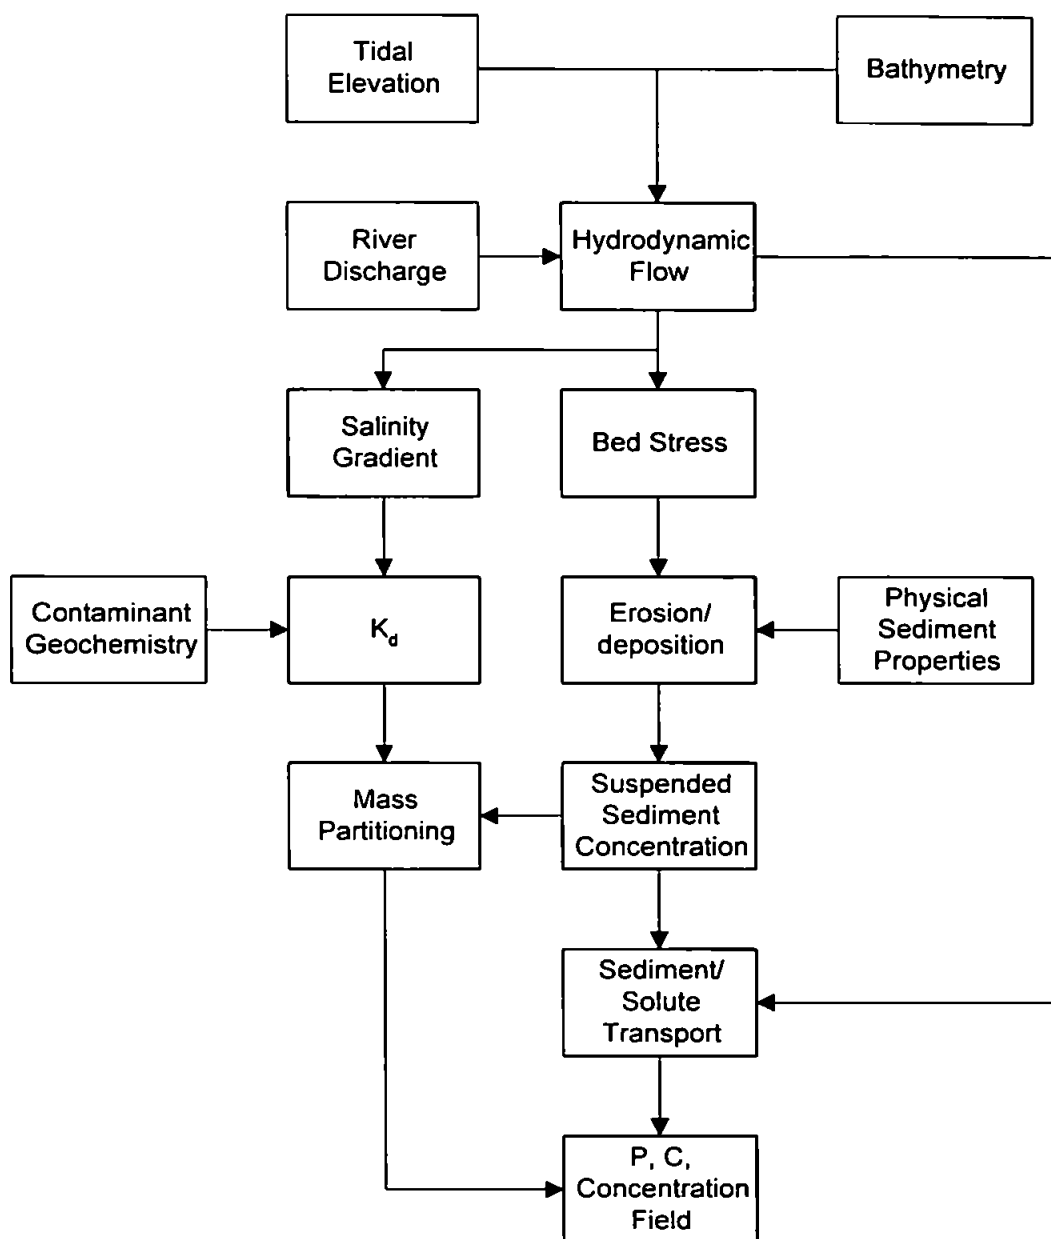 Tidal
Elevation
Bathymetry
River
Discharge
Hydrodynamic
Flow
Salinity
Gradient
Bed Stress
Contaminant
Geochemistry
Kd
Erosion/
deposition
Physical
Sediment
Properties
Mass
Partitioning
Suspended
Sediment
Concentration
Sediment/
Solute
Transport
P, C,
Concentration
Field